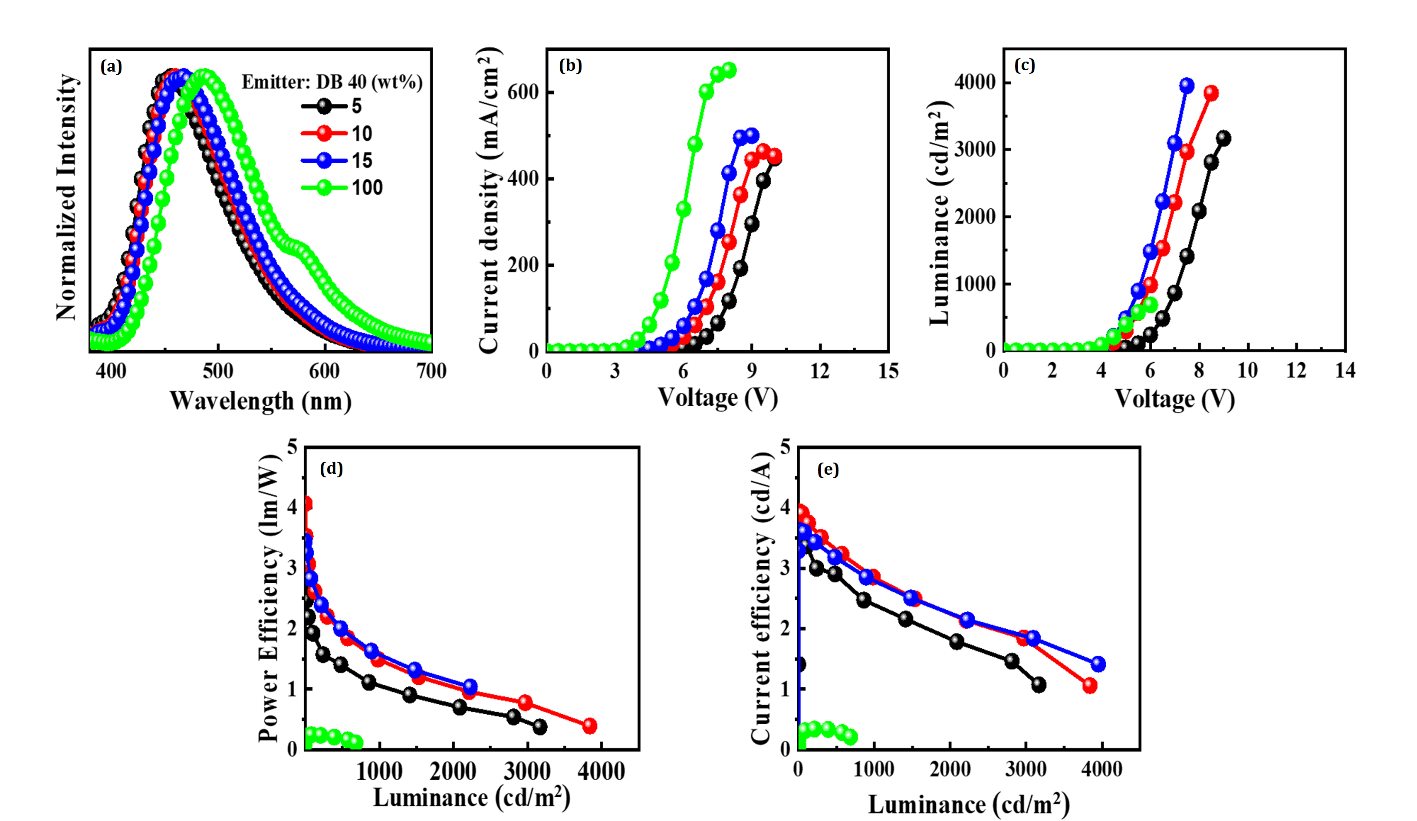 (a)
Emitter: DB 40 (wt%)
5
10
15
100
Normalized Intensity
400 500 600 700
Wavelength (nm)
(b)
Current density (mA/cm2)
600
400
200
0
0 3 6 9 12 15
Voltage (V)
(c)
Luminance (cd/m2)
4000
3000
2000
1000
0
0 2 4 6 8 10 12 14
Voltage (V)
(d)
Power Efficiency (lm/W)
5
4
3
2
1
0
1000 2000 3000 4000
Luminance (cd/m2)
(e)
Current efficiency (cd/A)
5
4
3
2
1
0
0 1000 2000 3000 4000
Luminance (cd/m2)